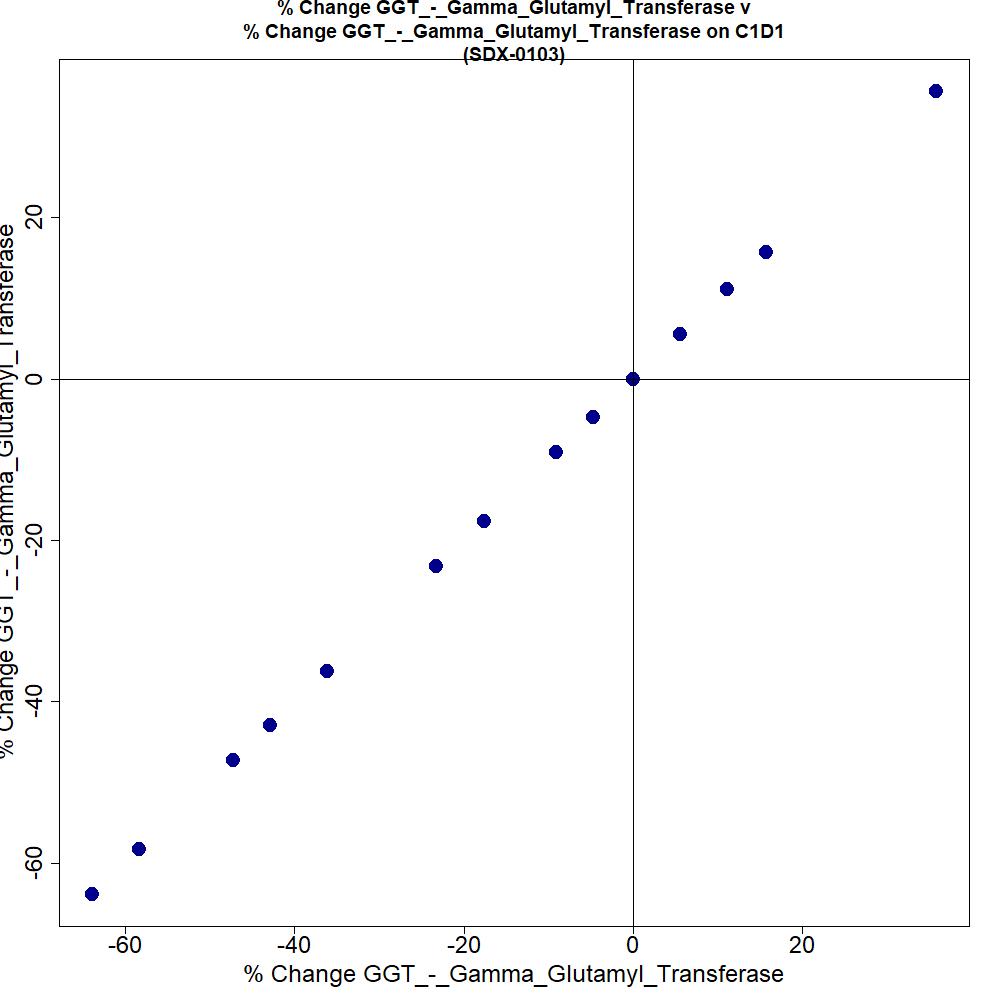 % Change GGT_-_Gamma_Glutamyl_Transferase v
% Change GGT_-_Gamma_Glutamyl_Transferase on C1D1
(SDX-0103)
% Change GGT_-_Gamma_Glutamyl_Transferase
20
0
-20
-40
-60
-60
-40
-20
0
20
% Change GGT_-_Gamma_Glutamyl_Transferase